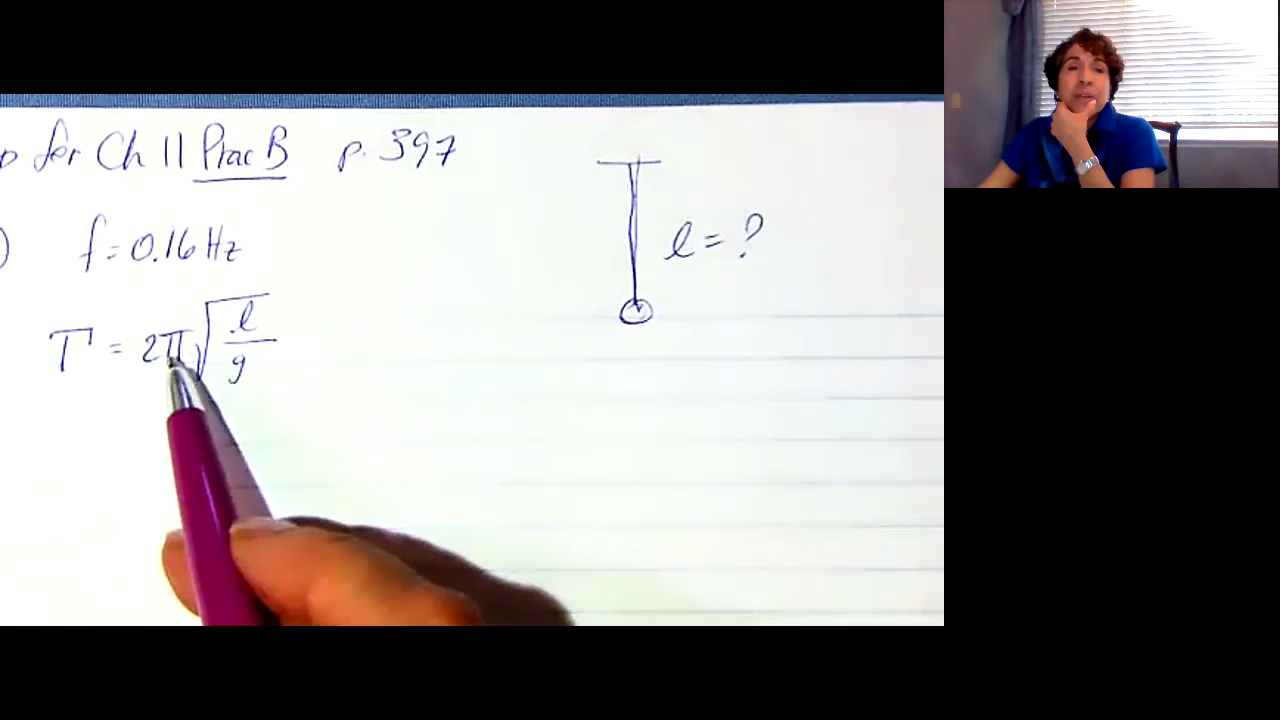 for Ch 11 Prac B p. 397
f = 0.16 Hz
l = ?
T = 2π√(l/g)